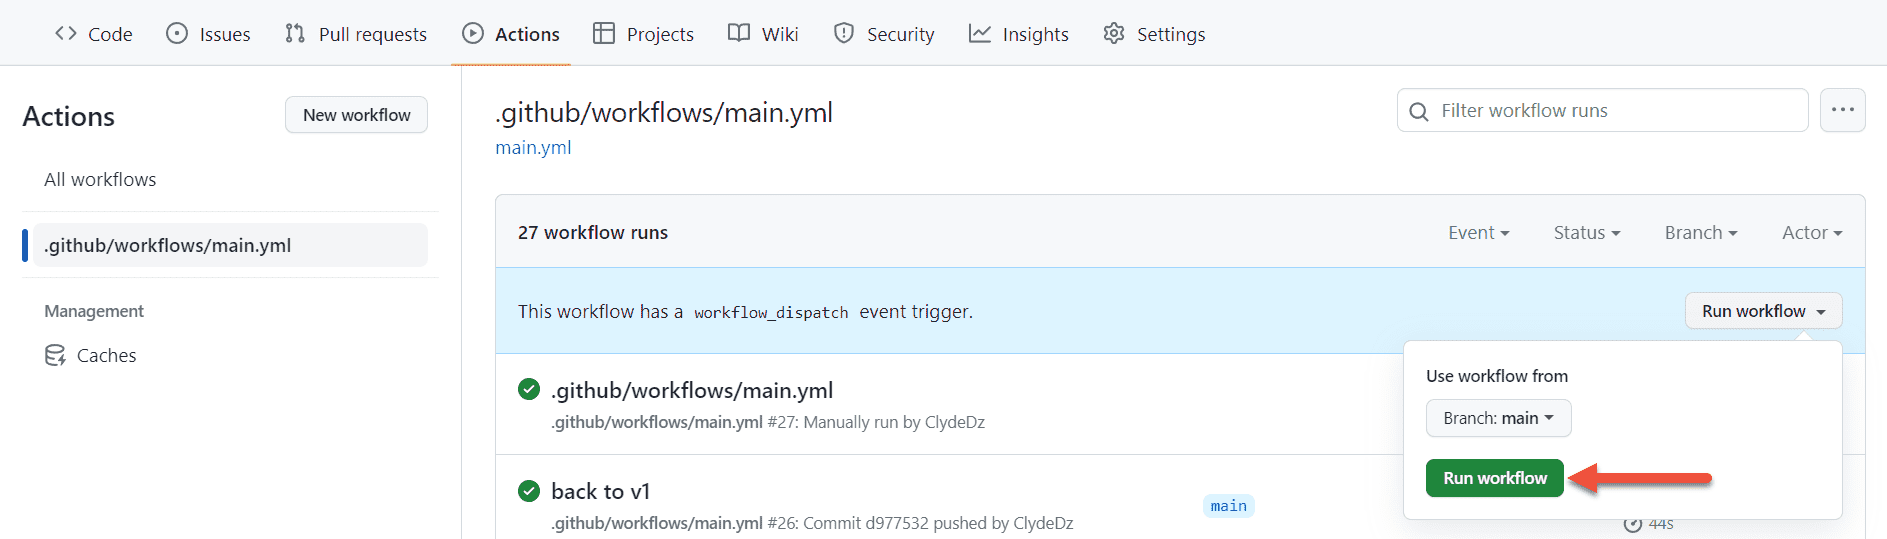 Code Issues Pull requests Actions Projects Wiki Security Insights Settings
Actions
New workflow
All workflows
.github/workflows/main.yml
Management
Caches
.github/workflows/main.yml
main.yml
Filter workflow runs
27 workflow runs
Event Status Branch Actor
This workflow has a workflow_dispatch event trigger.
Run workflow
Use workflow from
Branch: main
Run workflow
.github/workflows/main.yml
.github/workflows/main.yml #27: Manually run by ClydeDz
back to v1
.github/workflows/main.yml #26: Commit d977532 pushed by ClydeDz
main
44s